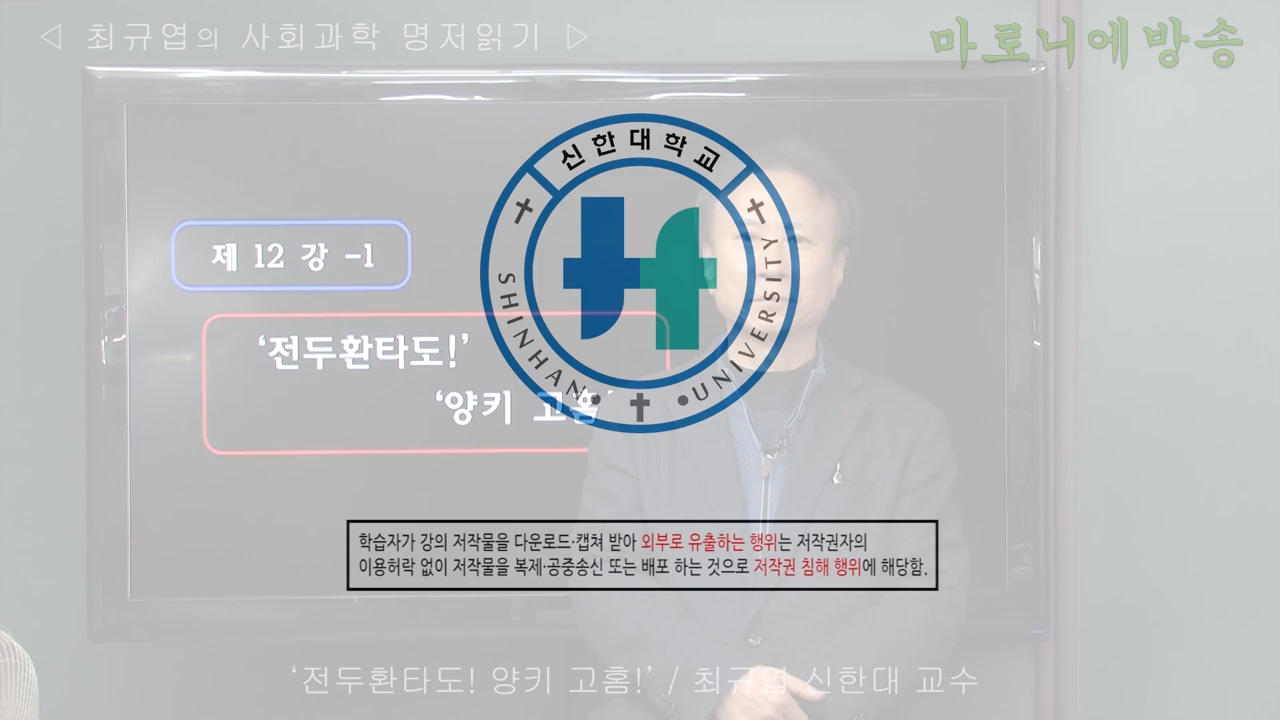 ◁ 최규엽의 사회과학 명저읽기 ▷
마로니에방송
신한대학교
SHINHAN UNIVERSITY
제 12 강 -1
‘전두환타도!’
‘양키 고홈’
학습자가 강의 저작물을 다운로드·캡쳐 받아 외부로 유출하는 행위는 저작권자의
이용허락 없이 저작물을 복제·공중송신 또는 배포 하는 것으로 저작권 침해 행위에 해당함.
‘전두환타도! 양키 고홈!’ / 최규엽 신한대 교수